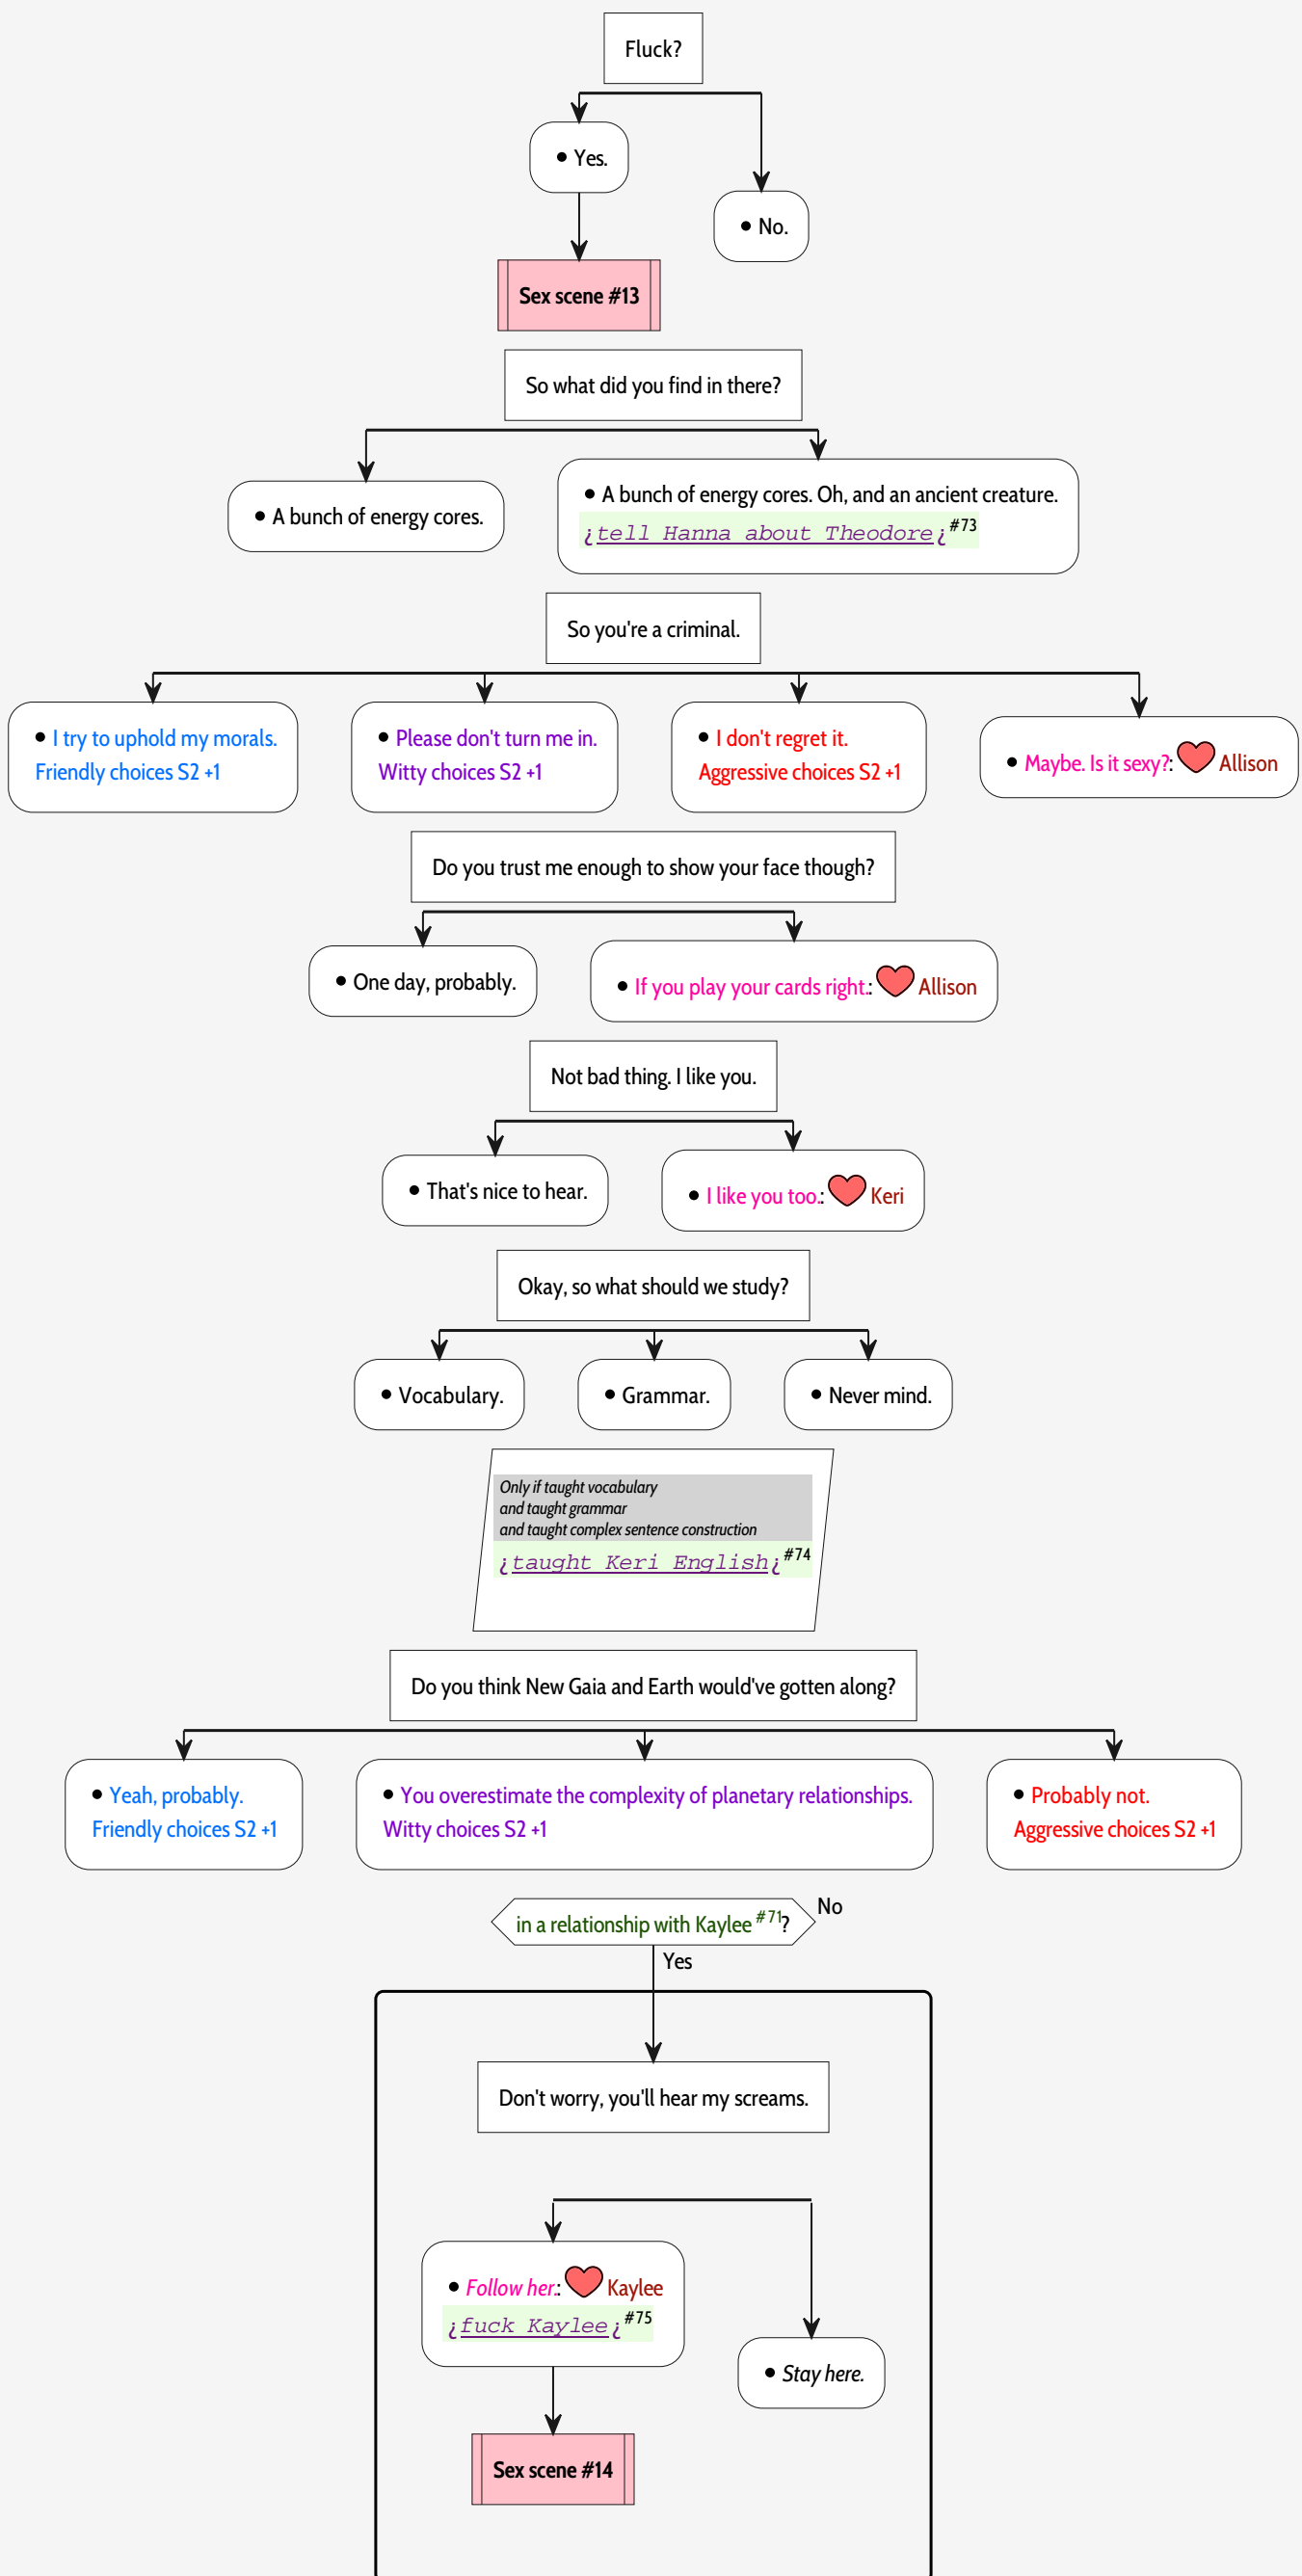 Fluck?
• Yes.
• No.
Sex scene #13
So what did you find in there?
• A bunch of energy cores.
• A bunch of energy cores. Oh, and an ancient creature.
¿tell Hanna about Theodore¿ #73
So you're a criminal.
• I try to uphold my morals.
Friendly choices S2 +1
• Please don't turn me in.
Witty choices S2 +1
• I don't regret it.
Aggressive choices S2 +1
• Maybe. Is it sexy?: Allison
Do you trust me enough to show your face though?
• One day, probably.
• If you play your cards right.: Allison
Not bad thing. I like you.
• That's nice to hear.
• I like you too.: Keri
Okay, so what should we study?
• Vocabulary.
• Grammar.
• Never mind.
Only if taught vocabulary
and taught grammar
and taught complex sentence construction
¿taught Keri English¿ #74
Do you think New Gaia and Earth would've gotten along?
• Yeah, probably.
Friendly choices S2 +1
• You overestimate the complexity of planetary relationships.
Witty choices S2 +1
• Probably not.
Aggressive choices S2 +1
in a relationship with Kaylee #71?
No
Yes
Don't worry, you'll hear my screams.
• Follow her.: Kaylee
¿fuck Kaylee¿ #75
• Stay here.
Sex scene #14